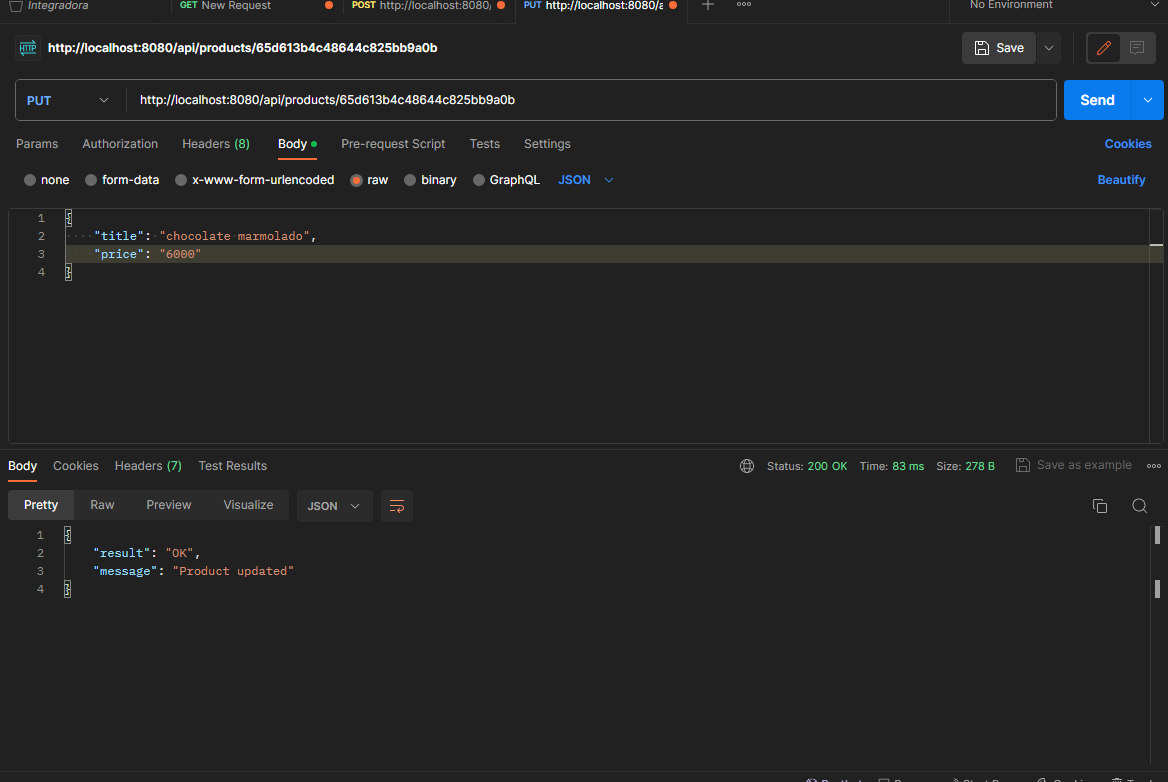 Integradora GET New Request POST http://localhost:8080/ PUT http://localhost:8080/a No Environment
HTTP http://localhost:8080/api/products/65d613b4c48644c825bb9a0b Save
PUT http://localhost:8080/api/products/65d613b4c48644c825bb9a0b Send
Params Authorization Headers (8) Body Pre-request Script Tests Settings Cookies
none form-data x-www-form-urlencoded raw binary GraphQL JSON Beautify
1 {
2 "title": "chocolate marmolado",
3 "price": "6000"
4 }
Body Cookies Headers (7) Test Results Status: 200 OK Time: 83 ms Size: 278 B Save as example
Pretty Raw Preview Visualize JSON
1 {
2 "result": "OK",
3 "message": "Product updated"
4 }